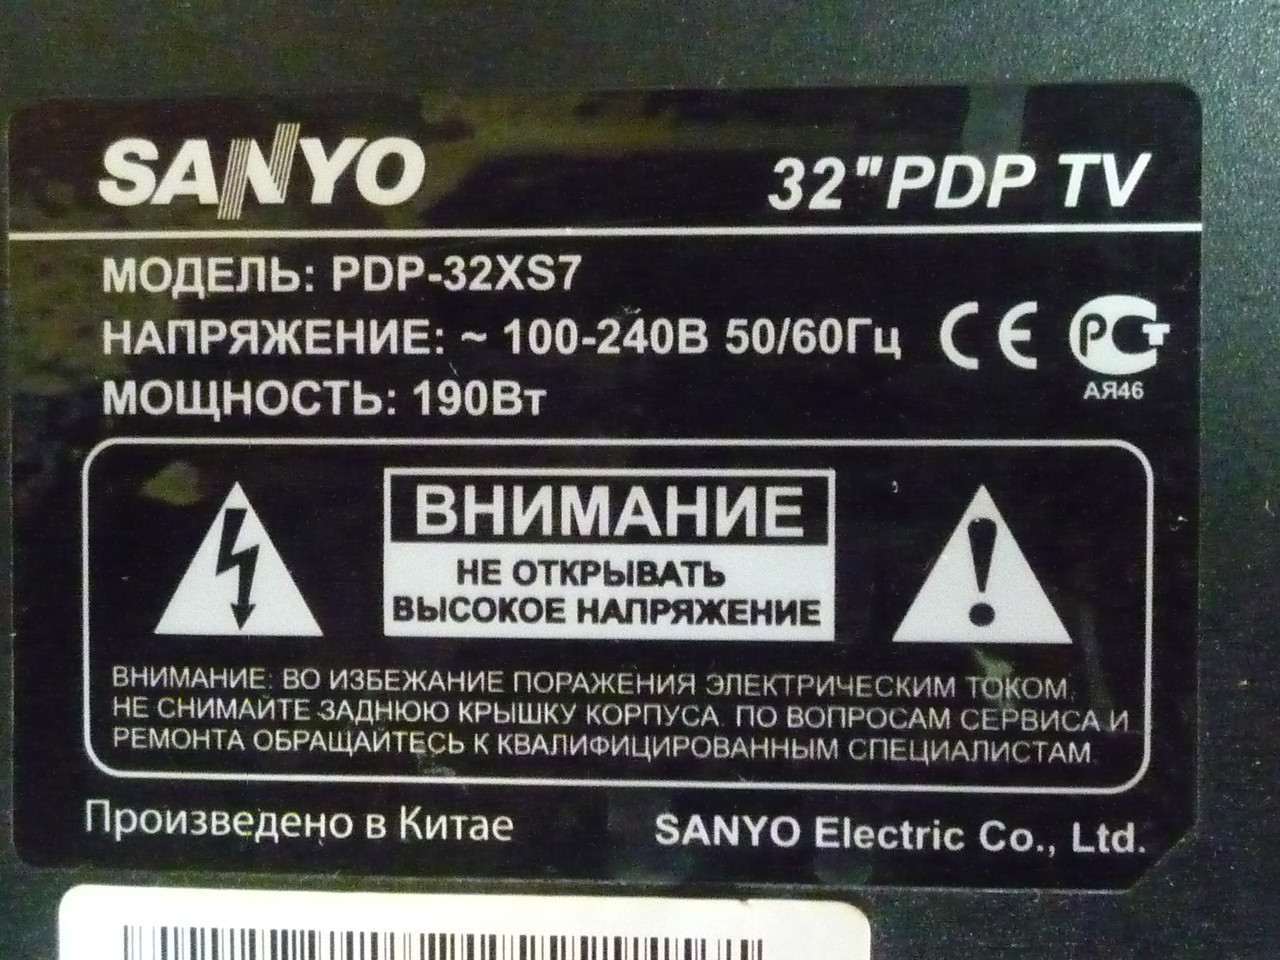 SANYO 32"PDP TV
МОДЕЛЬ: PDP-32XS7
НАПРЯЖЕНИЕ: ~ 100-240В 50/60Гц CE РСТ
МОЩНОСТЬ: 190Вт АЯ46
ВНИМАНИЕ
НЕ ОТКРЫВАТЬ
ВЫСОКОЕ НАПРЯЖЕНИЕ
ВНИМАНИЕ: ВО ИЗБЕЖАНИЕ ПОРАЖЕНИЯ ЭЛЕКТРИЧЕСКИМ ТОКОМ,
НЕ СНИМАЙТЕ ЗАДНЮЮ КРЫШКУ КОРПУСА. ПО ВОПРОСАМ СЕРВИСА И
РЕМОНТА ОБРАЩАЙТЕСЬ К КВАЛИФИЦИРОВАННЫМ СПЕЦИАЛИСТАМ.
Произведено в Китае SANYO Electric Co., Ltd.